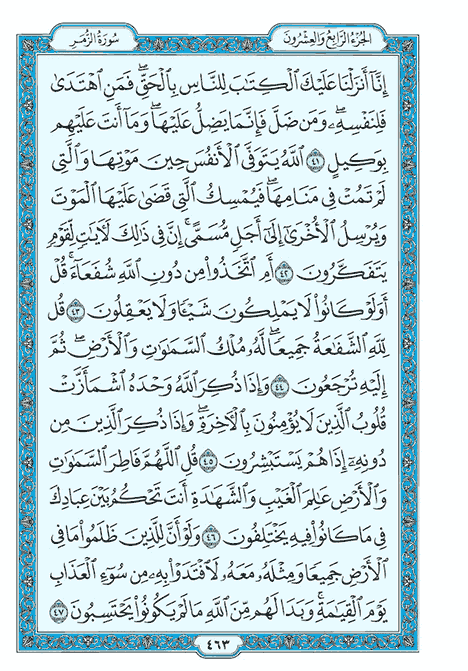 الجزء الرابع والعشرون
سورة الزمر
إِنَّآ أَنزَلْنَا عَلَيْكَ ٱلْكِتَٰبَ لِلنَّاسِ بِٱلْحَقِّ ۖ فَمَنِ ٱهْتَدَىٰ
فَلِنَفْسِهِۦ ۖ وَمَن ضَلَّ فَإِنَّمَا يَضِلُّ عَلَيْهَا ۖ وَمَآ أَنتَ عَلَيْهِم
بِوَكِيلٍ ٤١ ٱللَّهُ يَتَوَفَّى ٱلْأَنفُسَ حِينَ مَوْتِهَا وَٱلَّتِى
لَمْ تَمُتْ فِى مَنَامِهَا ۖ فَيُمْسِكُ ٱلَّتِى قَضَىٰ عَلَيْهَا ٱلْمَوْتَ
وَيُرْسِلُ ٱلْأُخْرَىٰٓ إِلَىٰٓ أَجَلٍ مُّسَمًّى ۚ إِنَّ فِى ذَٰلِكَ لَءَايَٰتٍ لِّقَوْمٍ
يَتَفَكَّرُونَ ٤٢ أَمِ ٱتَّخَذُوا۟ مِن دُونِ ٱللَّهِ شُفَعَآءَ ۚ قُلْ
أَوَلَوْ كَانُوا۟ لَا يَمْلِكُونَ شَيْـًٔا وَلَا يَعْقِلُونَ ٤٣ قُل
لِّلَّهِ ٱلشَّفَٰعَةُ جَمِيعًا ۖ لَّهُۥ مُلْكُ ٱلسَّمَٰوَٰتِ وَٱلْأَرْضِ ۖ ثُمَّ
إِلَيْهِ تُرْجَعُونَ ٤٤ وَإِذَا ذُكِرَ ٱللَّهُ وَحْدَهُ ٱشْمَأَزَّتْ
قُلُوبُ ٱلَّذِينَ لَا يُؤْمِنُونَ بِٱلْءَاخِرَةِ ۖ وَإِذَا ذُكِرَ ٱلَّذِينَ مِن
دُونِهِۦٓ إِذَا هُمْ يَسْتَبْشِرُونَ ٤٥ قُلِ ٱللَّهُمَّ فَاطِرَ ٱلسَّمَٰوَٰتِ
وَٱلْأَرْضِ عَٰلِمَ ٱلْغَيْبِ وَٱلشَّهَٰدَةِ أَنتَ تَحْكُمُ بَيْنَ عِبَادِكَ
فِى مَا كَانُوا۟ فِيهِ يَخْتَلِفُونَ ٤٦ وَلَوْ أَنَّ لِلَّذِينَ ظَلَمُوا۟ مَا فِى
ٱلْأَرْضِ جَمِيعًا وَمِثْلَهُۥ مَعَهُۥ لَٱفْتَدَوْا۟ بِهِۦ مِن سُوٓءِ ٱلْعَذَابِ
يَوْمَ ٱلْقِيَٰمَةِ ۚ وَبَدَا لَهُم مِّنَ ٱللَّهِ مَا لَمْ يَكُونُوا۟ يَحْتَسِبُونَ ٤٧
٤٦٣